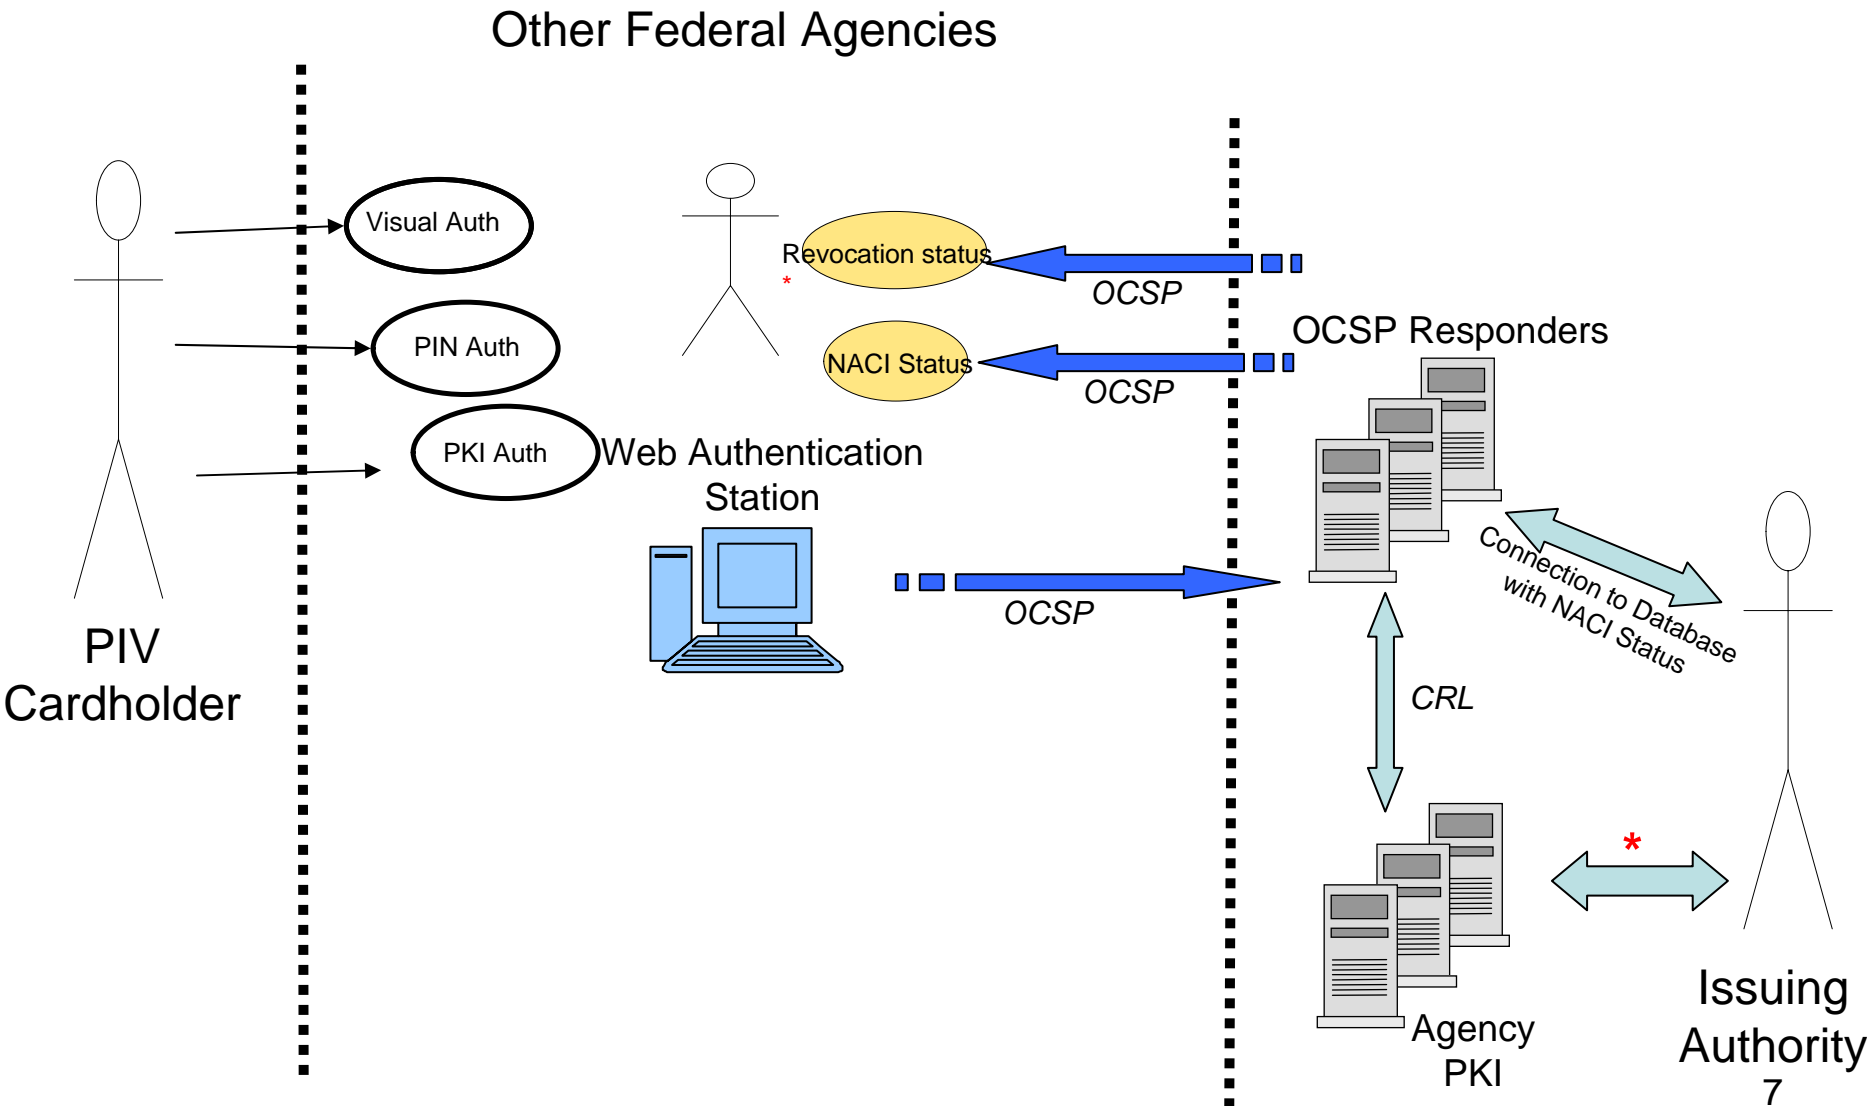 Other Federal Agencies
Visual Auth
Revocation status
*
OCSP
PIN Auth
NACI Status
OCSP
OCSP Responders
PKI Auth
Web Authentication
Station
OCSP
Connection to Database
with NACI Status
PIV
Cardholder
CRL
*
Agency
PKI
Issuing
Authority
7